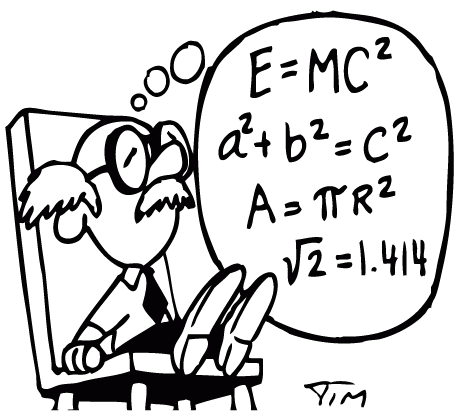 E=MC²
a²+b²=C²
A=πR²
√2=1.414
TIM